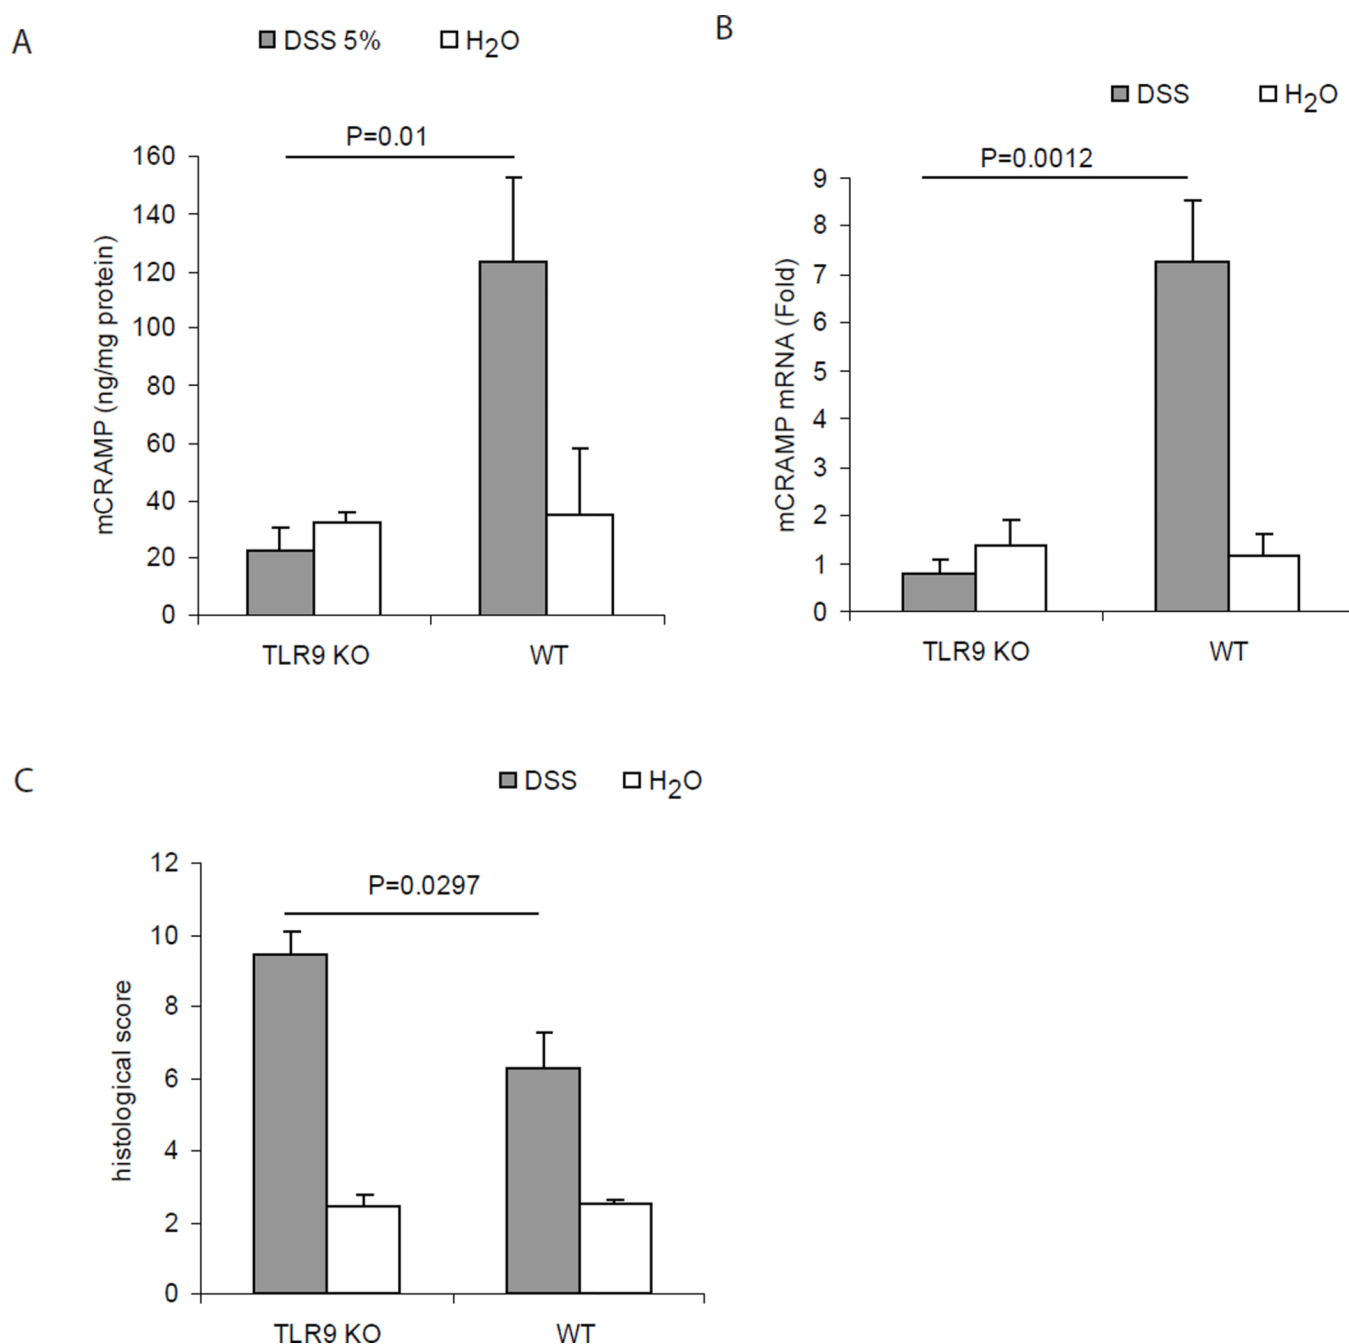 A
DSS 5% H₂O
P=0.01
160
140
120
100
80
60
40
20
0
mCRAMP (ng/mg protein)
TLR9 KO WT
B
DSS H₂O
P=0.0012
9
8
7
6
5
4
3
2
1
0
mCRAMP mRNA (Fold)
TLR9 KO WT
C
DSS H₂O
P=0.0297
12
10
8
6
4
2
0
histological score
TLR9 KO WT